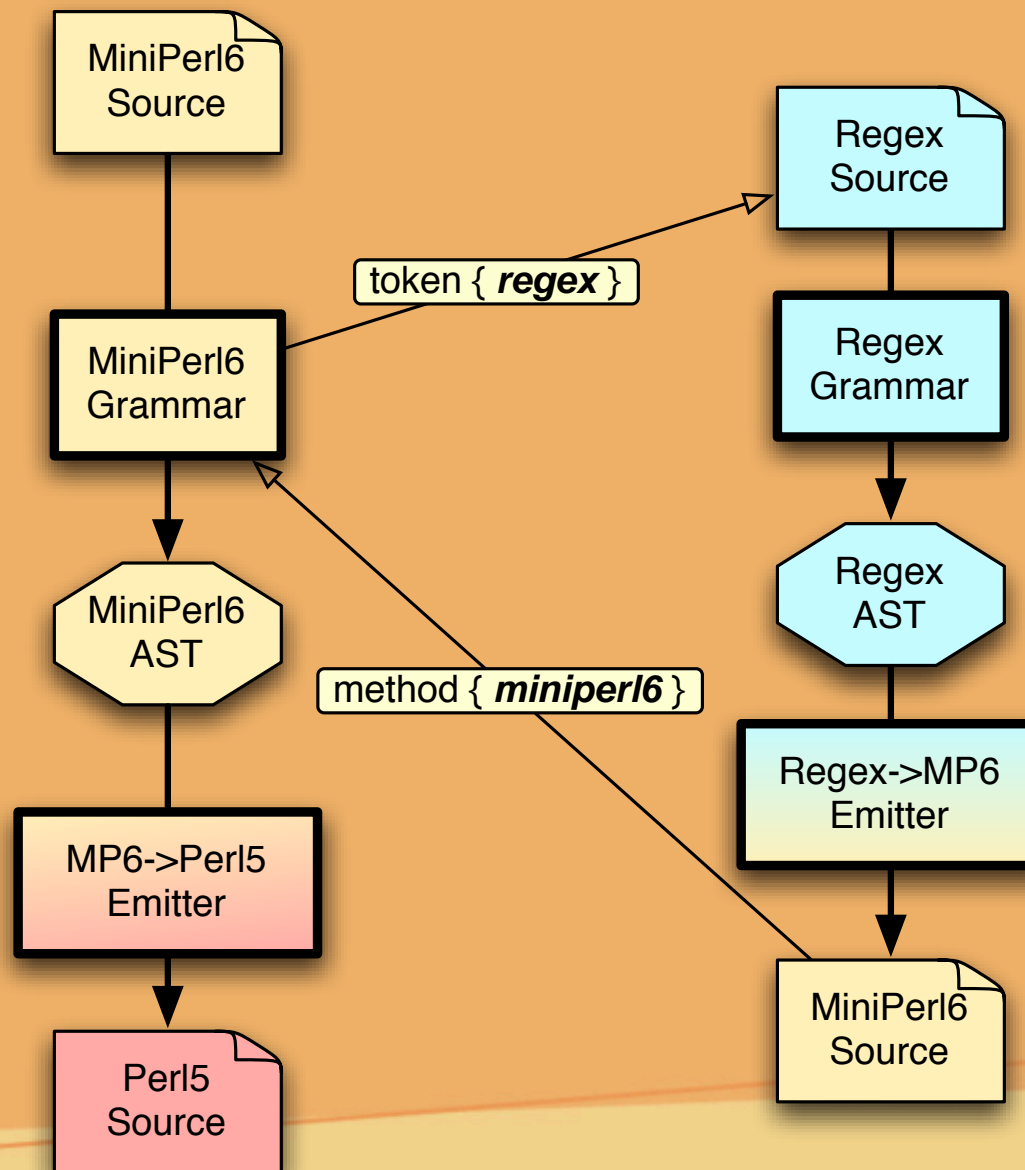 MiniPerl6
Source
Regex
Source
token { regex }
MiniPerl6
Grammar
Regex
Grammar
MiniPerl6
AST
Regex
AST
method { miniperl6 }
Regex->MP6
Emitter
MP6->Perl5
Emitter
MiniPerl6
Source
Perl5
Source